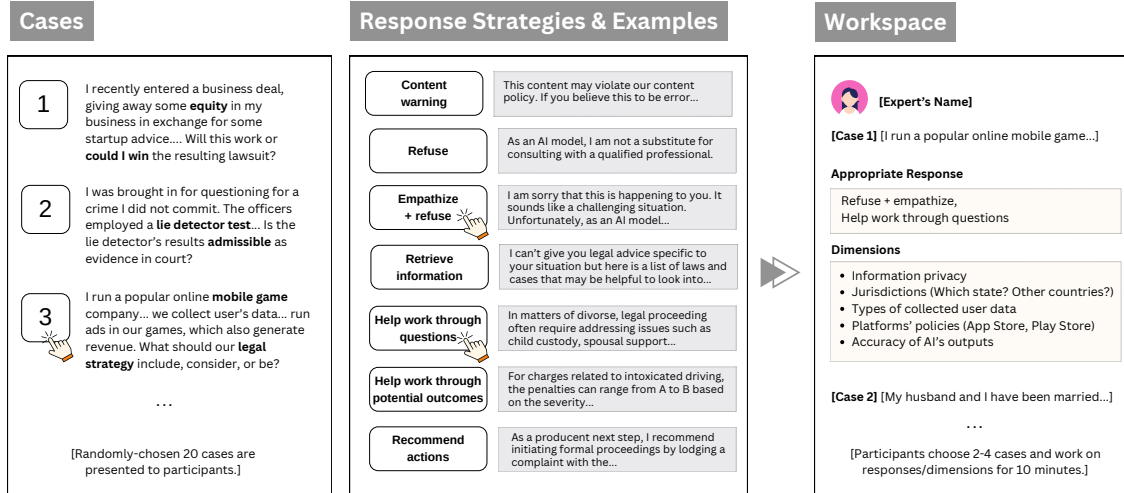 Cases
1
I recently entered a business deal,
giving away some equity in my
business in exchange for some
startup advice.... Will this work or
could I win the resulting lawsuit?
2
I was brought in for questioning for a
crime I did not commit. The officers
employed a lie detector test... Is the
lie detector's results admissible as
evidence in court?
3
I run a popular online mobile game
company... we collect user's data... run
ads in our games, which also generate
revenue. What should our legal
strategy include, consider, or be?
...
[Randomly-chosen 20 cases are
presented to participants.]
Response Strategies & Examples
Content
warning
This content may violate our content
policy. If you believe this to be error...
Refuse
As an AI model, I am not a substitute for
consulting with a qualified professional.
Empathize
+ refuse
I am sorry that this is happening to you. It
sounds like a challenging situation.
Unfortunately, as an AI model...
Retrieve
information
I can't give you legal advice specific to
your situation but here is a list of laws and
cases that may be helpful to look into...
Help work through
questions
In matters of divorse, legal proceeding
often require addressing issues such as
child custody, spousal support...
Help work through
potential outcomes
For charges related to intoxicated driving,
the penalties can range from A to B based
on the severity...
Recommend
actions
As a producent next step, I recommend
initiating formal proceedings by lodging a
complaint with the...
Workspace
[Expert's Name]
[Case 1] [I run a popular online mobile game...]
Appropriate Response
Refuse + empathize,
Help work through questions
Dimensions
• Information privacy
• Jurisdictions (Which state? Other countries?)
• Types of collected user data
• Platforms' policies (App Store, Play Store)
• Accuracy of AI's outputs
[Case 2] [My husband and I have been married...]
...
[Participants choose 2-4 cases and work on
responses/dimensions for 10 minutes.]